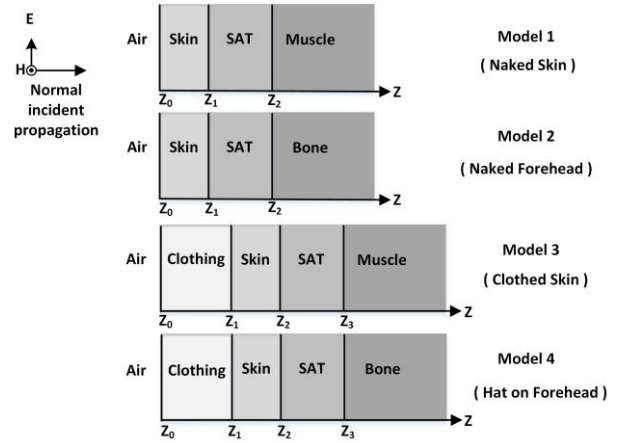 E
H
Normal
incident
propagation
Air Skin SAT Muscle
Z0 Z1 Z2 Z
Model 1
( Naked Skin )
Air Skin SAT Bone
Z0 Z1 Z2 Z
Model 2
( Naked Forehead )
Air Clothing Skin SAT Muscle
Z0 Z1 Z2 Z3 Z
Model 3
( Clothed Skin )
Air Clothing Skin SAT Bone
Z0 Z1 Z2 Z3 Z
Model 4
( Hat on Forehead )